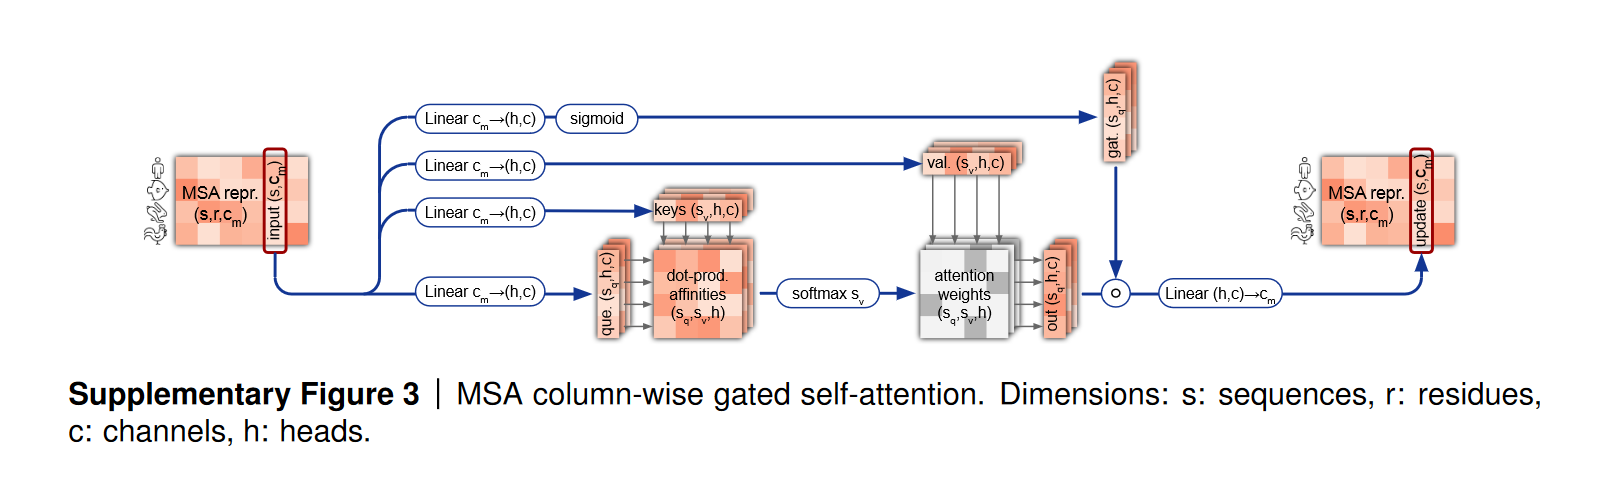 gat. (s_q,h,c)
Linear c_m→(h,c)
sigmoid
Linear c_m→(h,c)
val. (s_v,h,c)
MSA repr.
(s,r,c_m)
input (s,c_m)
Linear c_m→(h,c)
keys (s_v,h,c)
Linear c_m→(h,c)
que. (s_q,h,c)
dot-prod.
affinities
(s_q,s_v,h)
softmax s_v
attention
weights
(s_q,s_v,h)
out (s_q,h,c)
Linear (h,c)→c_m
MSA repr.
(s,r,c_m)
update (s,c_m)
Supplementary Figure 3 | MSA column-wise gated self-attention. Dimensions: s: sequences, r: residues,
c: channels, h: heads.